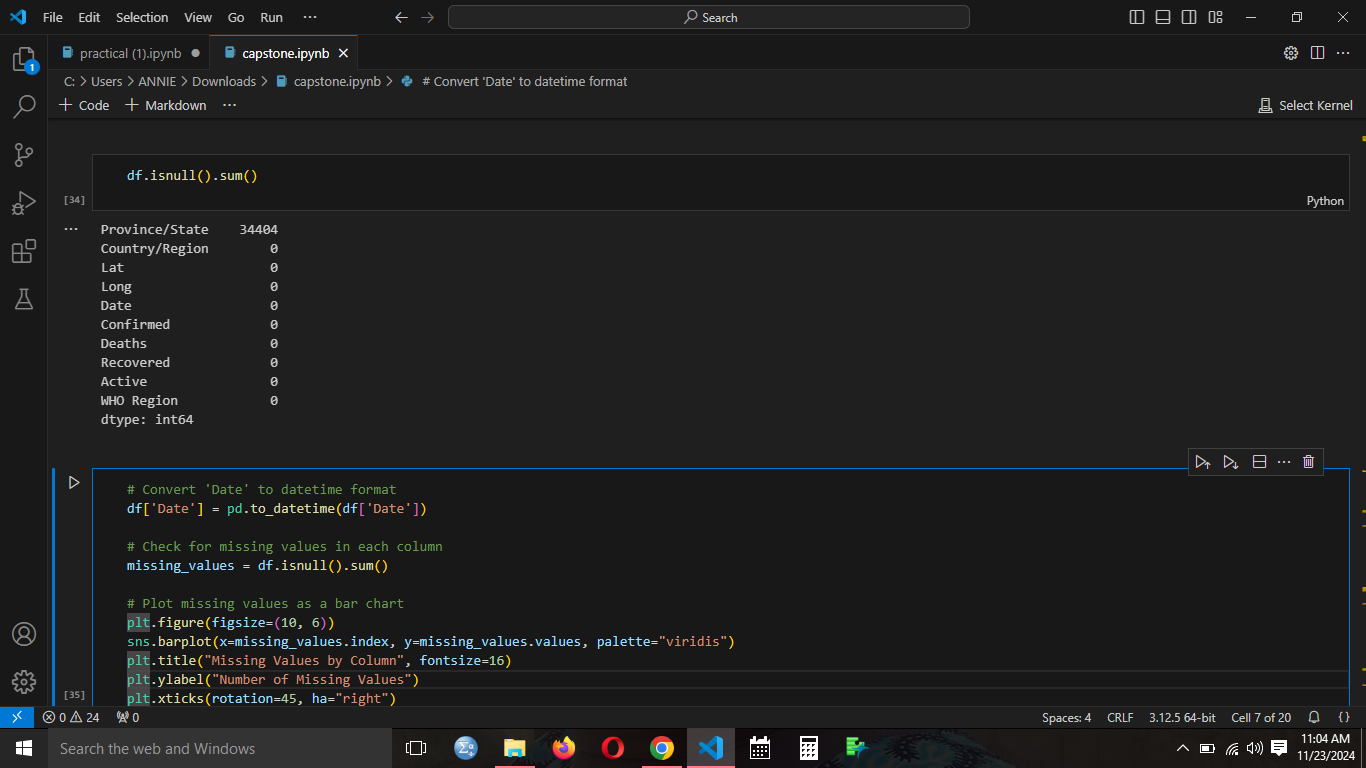 File Edit Selection View Go Run ··· Search
practical (1).ipynb capstone.ipynb
C: > Users > ANNIE > Downloads > capstone.ipynb > # Convert 'Date' to datetime format
+ Code + Markdown ··· Select Kernel
df.isnull().sum()
[34] Python
Province/State 34404
Country/Region 0
Lat 0
Long 0
Date 0
Confirmed 0
Deaths 0
Recovered 0
Active 0
WHO Region 0
dtype: int64
# Convert 'Date' to datetime format
df['Date'] = pd.to_datetime(df['Date'])
# Check for missing values in each column
missing_values = df.isnull().sum()
# Plot missing values as a bar chart
plt.figure(figsize=(10, 6))
sns.barplot(x=missing_values.index, y=missing_values.values, palette="viridis")
plt.title("Missing Values by Column", fontsize=16)
plt.ylabel("Number of Missing Values")
[35] plt.xticks(rotation=45, ha="right")
1
0 24 0 Spaces: 4 CRLF 3.12.5 64-bit Cell 7 of 20 {}
Search the web and Windows
11:04 AM
11/23/2024